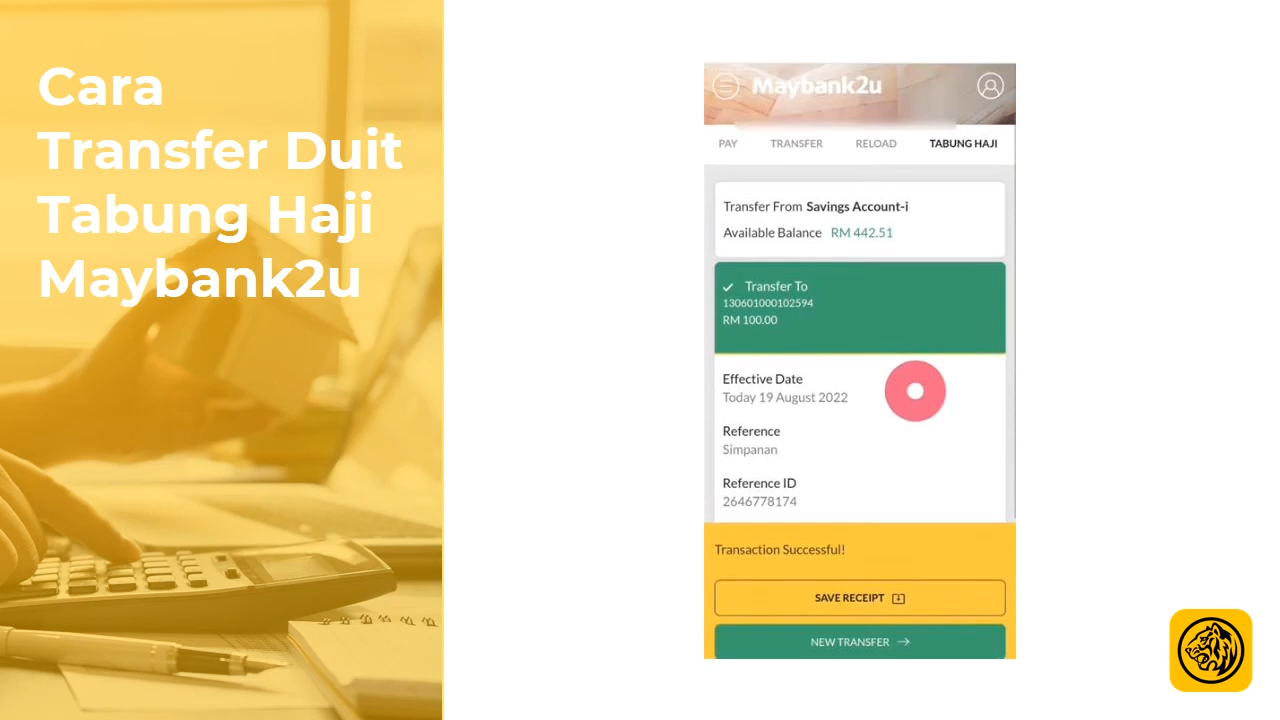 Cara
Transfer Duit
Tabung Haji
Maybank2u
Maybank2u
PAY TRANSFER RELOAD TABUNG HAJI
Transfer From Savings Account-i
Available Balance RM 442.51
Transfer To
130601000102594
RM 100.00
Effective Date
Today 19 August 2022
Reference
Simpanan
Reference ID
2646778174
Transaction Successful!
SAVE RECEIPT
NEW TRANSFER